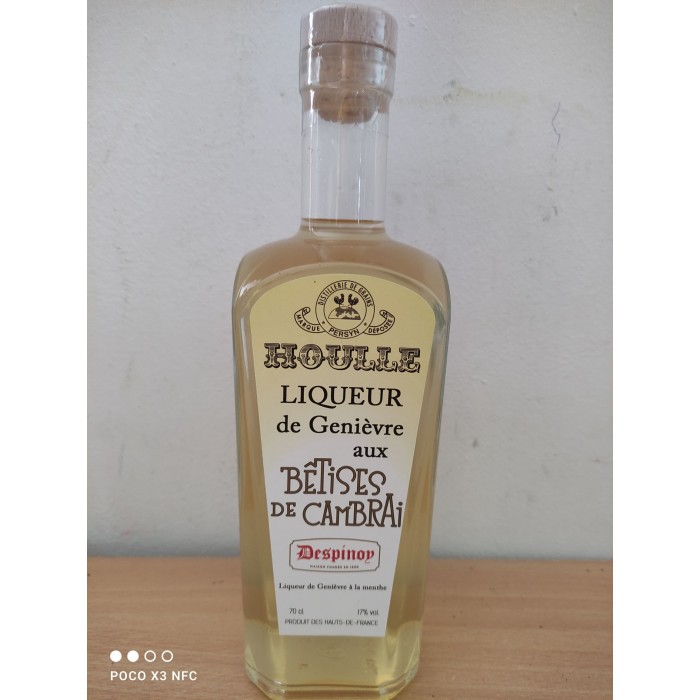 DISTILLERIE DE GRAINS
PERSYN
MARQUE DÉPOSÉE
HOULLE
LIQUEUR
de Genièvre
aux
BÊTISES
DE CAMBRAI
Despinoy
Liqueur de Genièvre à la menthe
70 cl 17% vol.
PRODUIT DES HAUTS-DE-FRANCE
POCO X3 NFC